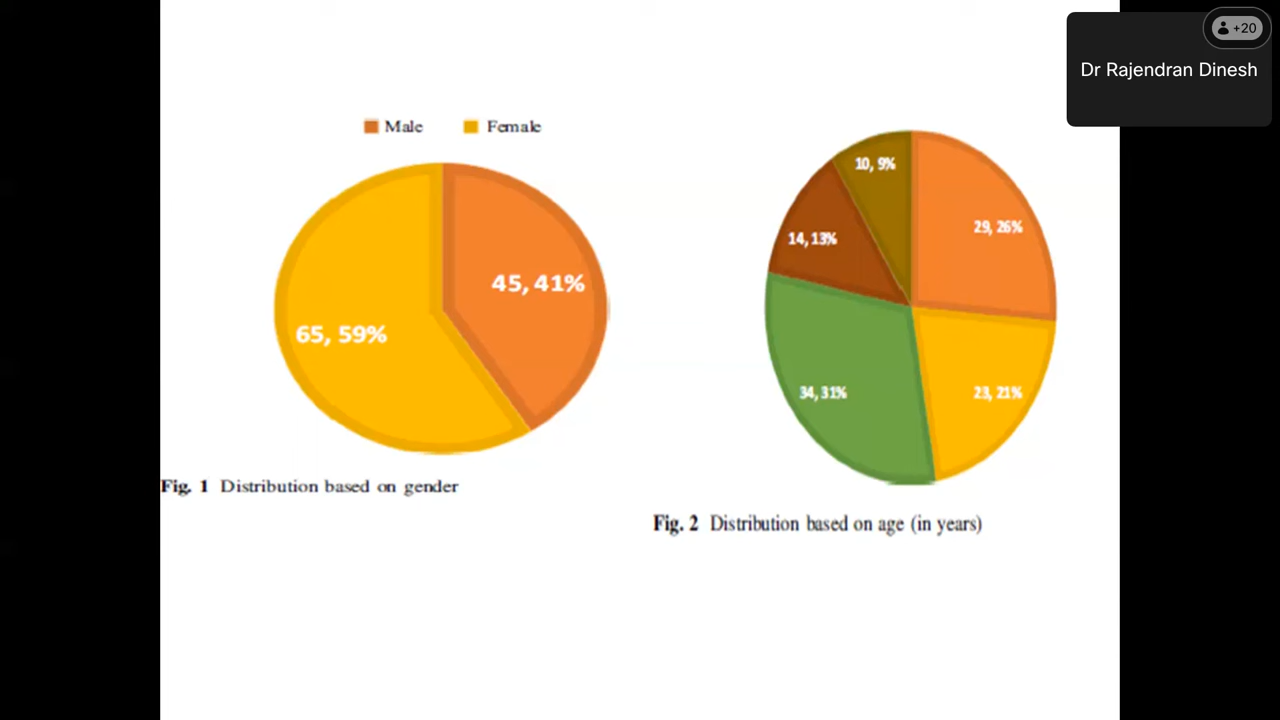 +20
Dr Rajendran Dinesh
Male Female
45, 41%
65, 59%
Fig. 1 Distribution based on gender
10, 9%
29, 26%
14, 13%
34, 31%
23, 21%
Fig. 2 Distribution based on age (in years)